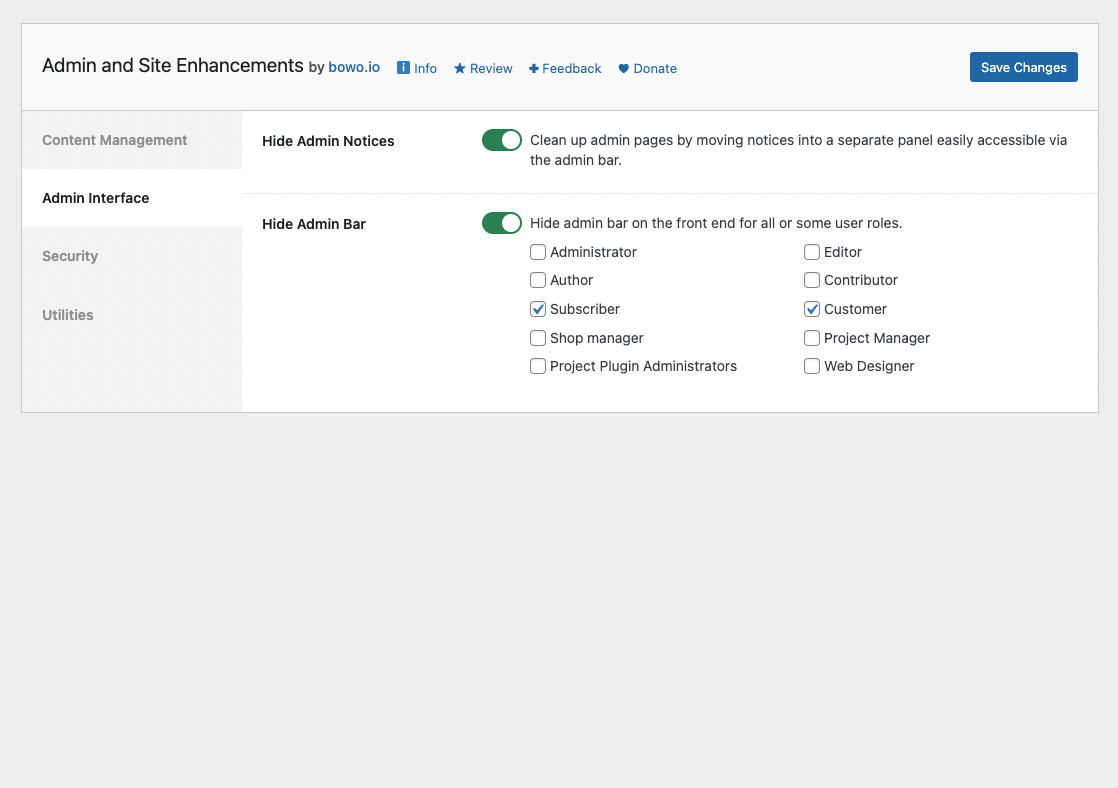 Admin and Site Enhancements by bowo.io Info Review Feedback Donate
Save Changes
Content Management
Admin Interface
Security
Utilities
Hide Admin Notices
Clean up admin pages by moving notices into a separate panel easily accessible via
the admin bar.
Hide Admin Bar
Hide admin bar on the front end for all or some user roles.
Administrator
Editor
Author
Contributor
Subscriber
Customer
Shop manager
Project Manager
Project Plugin Administrators
Web Designer